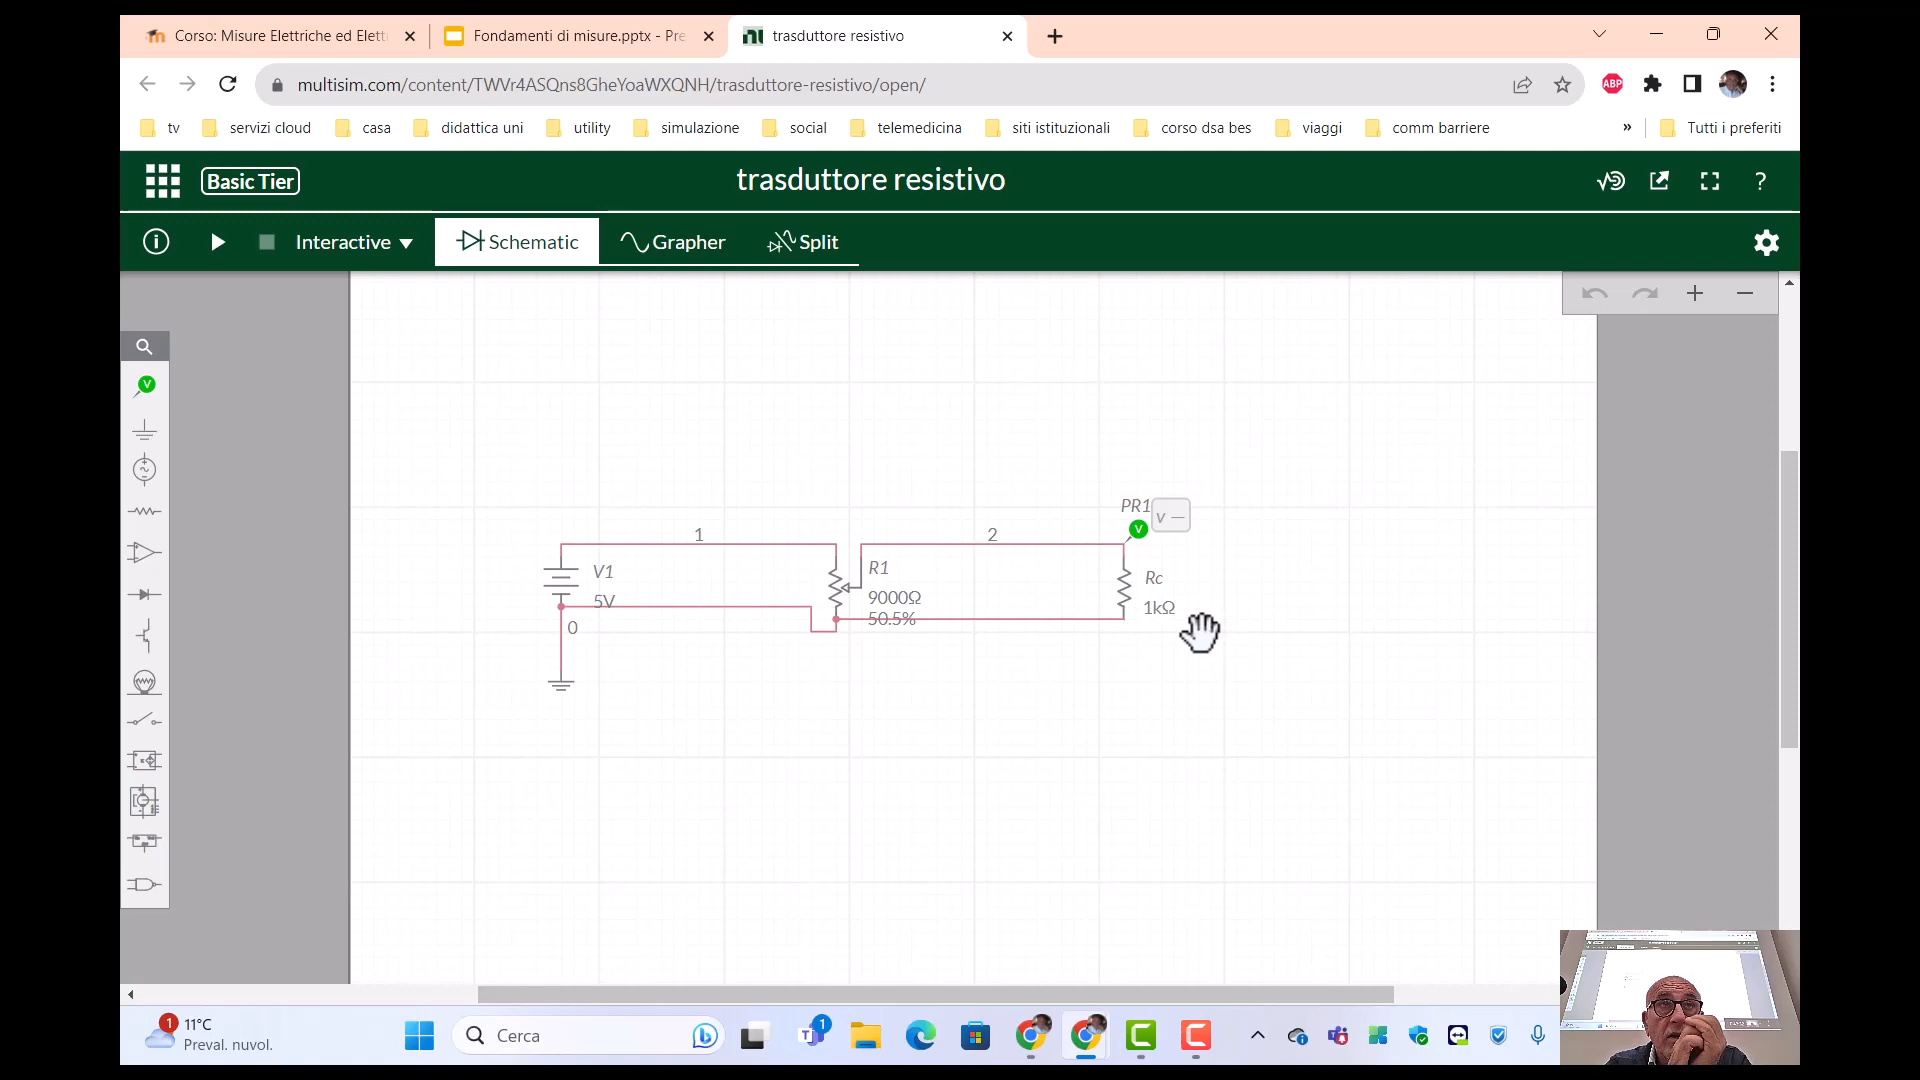 Corso: Misure Elettriche ed Elett
Fondamenti di misure.pptx - Pre
trasduttore resistivo
multisim.com/content/TWVr4ASQns8GheYoaWXQNH/trasduttore-resistivo/open/
ABP
tv
servizi cloud
casa
didattica uni
utility
simulazione
social
telemedicina
siti istituzionali
corso dsa bes
viaggi
comm barriere
»
Tutti i preferiti
Basic Tier
trasduttore resistivo
?
Interactive
Schematic
Grapher
Split
V
PR1
V
v —
1
2
V1
5V
0
R1
9000Ω
50.5%
Rc
1kΩ
1
11°C
Preval. nuvol.
Cerca
1